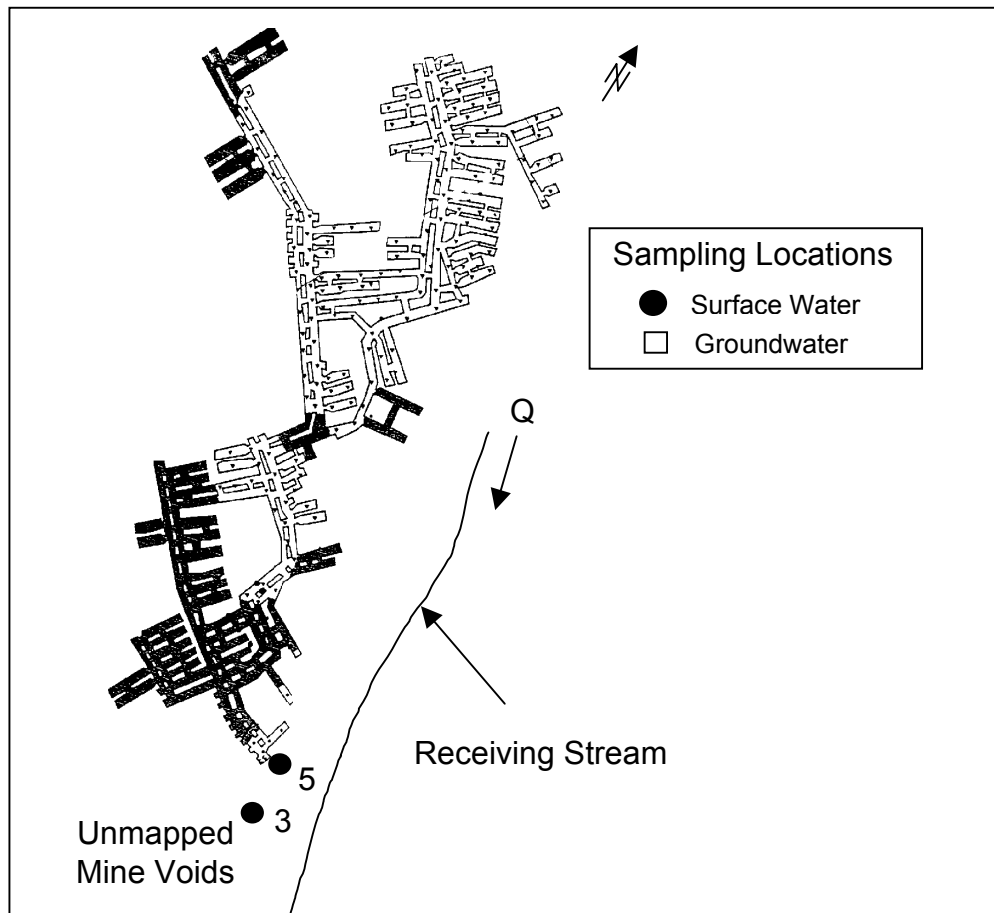 N
Sampling Locations
Surface Water
Groundwater
Q
Receiving Stream
5
3
Unmapped
Mine Voids